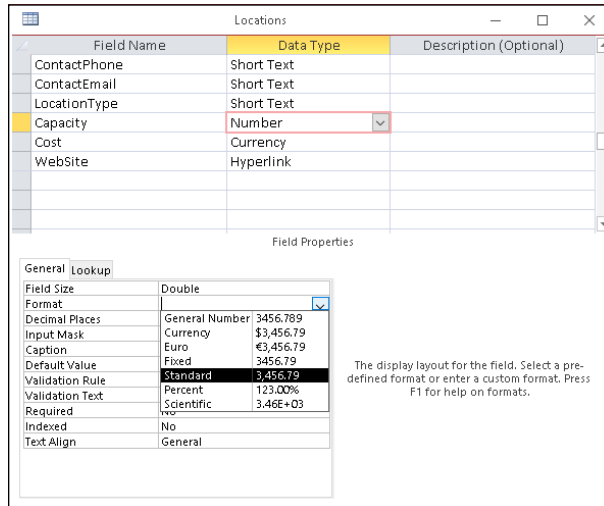 Locations
Field Name Data Type Description (Optional)
ContactPhone Short Text
ContactEmail Short Text
LocationType Short Text
Capacity Number
Cost Currency
WebSite Hyperlink
Field Properties
General Lookup
Field Size Double
Format
Decimal Places General Number 3456.789
Input Mask Currency $3,456.79
Caption Euro €3,456.79
Default Value Fixed 3456.79
Validation Rule Standard 3,456.79
Validation Text Percent 123.00%
Required Scientific 3.46E+03
Indexed No
Text Align General
The display layout for the field. Select a pre-
defined format or enter a custom format. Press
F1 for help on formats.